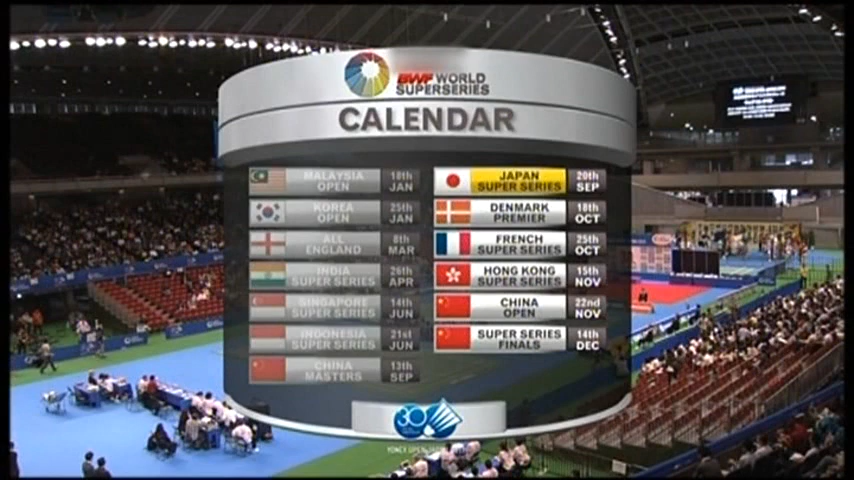 BWF WORLD
SUPERSERIES
CALENDAR
MALAYSIA
OPEN
18th
JAN
KOREA
OPEN
25th
JAN
ALL
ENGLAND
8th
MAR
INDIA
SUPER SERIES
26th
APR
SINGAPORE
SUPER SERIES
14th
JUN
INDONESIA
SUPER SERIES
21st
JUN
CHINA
MASTERS
13th
SEP
JAPAN
SUPER SERIES
20th
SEP
DENMARK
PREMIER
18th
OCT
FRENCH
SUPER SERIES
25th
OCT
HONG KONG
SUPER SERIES
15th
NOV
CHINA
OPEN
22nd
NOV
SUPER SERIES
FINALS
14th
DEC
30
YONEX OPEN